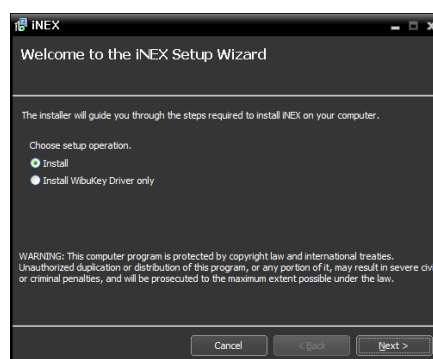 iNEX
Welcome to the iNEX Setup Wizard
The installer will guide you through the steps required to install iNEX on your computer.
Choose setup operation.
Install
Install WibuKey Driver only
WARNING: This computer program is protected by copyright law and international treaties.
Unauthorized duplication or distribution of this program, or any portion of it, may result in severe civi
or criminal penalties, and will be prosecuted to the maximum extent possible under the law.
Cancel < Back Next >